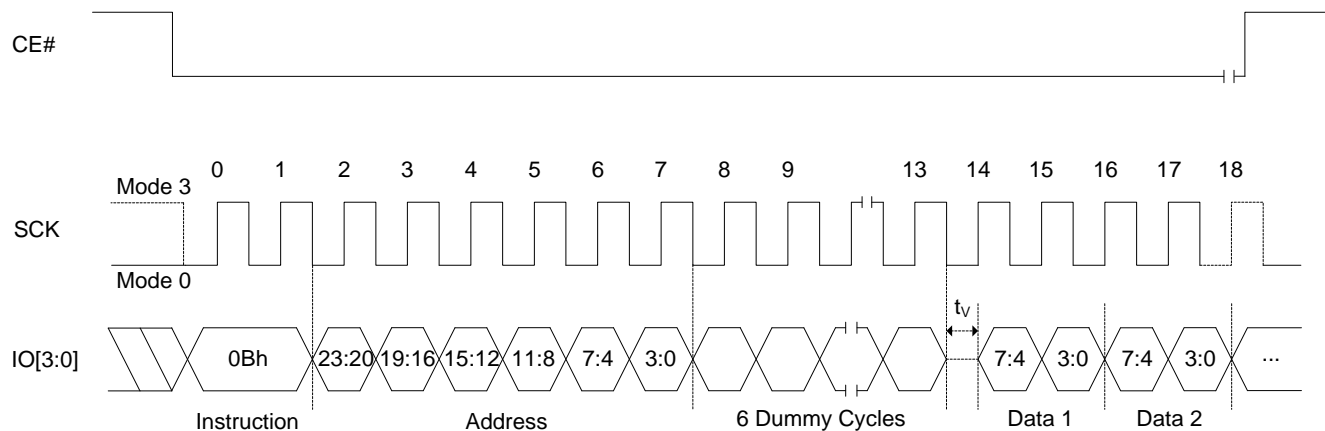 CE#
0 1 2 3 4 5 6 7 8 9 13 14 15 16 17 18
Mode 3
SCK
Mode 0
tV
IO[3:0]
0Bh 23:20 19:16 15:12 11:8 7:4 3:0 7:4 3:0 7:4 3:0 ...
Instruction Address 6 Dummy Cycles Data 1 Data 2